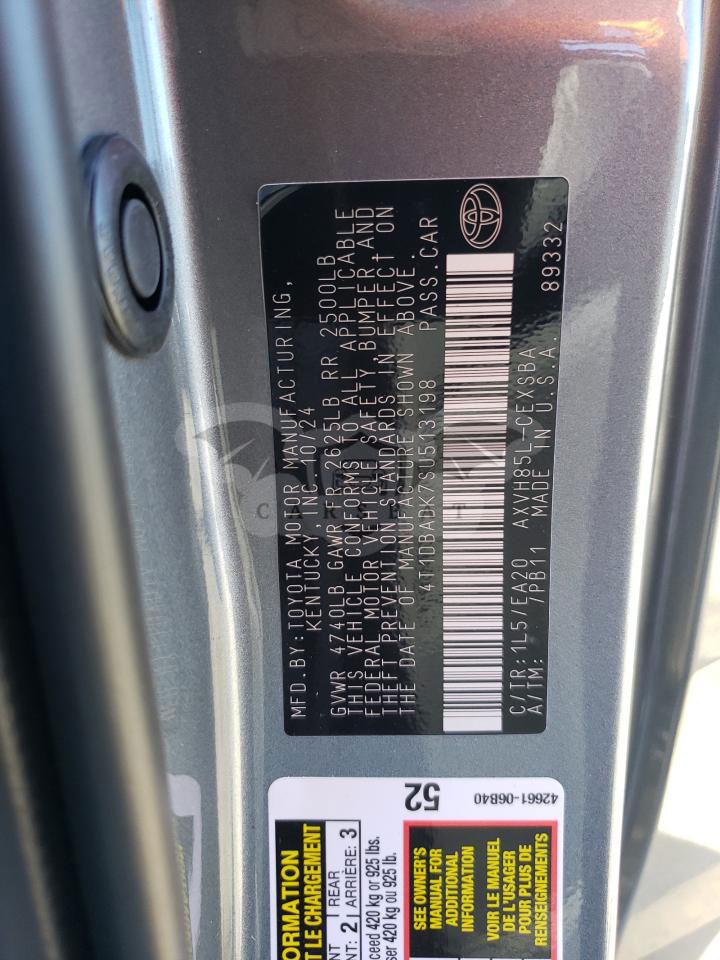 MFD.BY:TOYOTA MOTOR MANUFACTURING,
KENTUCKY, INC. 10/24
GVWR 4740LB GAWR FR 2625LB RR 2500LB
THIS VEHICLE CONFORMS TO ALL APPLICABLE
FEDERAL MOTOR VEHICLE SAFETY, BUMPER, AND
THEFT PREVENTION STANDARDS IN EFFECT ON
THE DATE OF MANUFACTURE SHOWN ABOVE.
4T1DBADK7SU513198 PASS.CAR
C/TR: 1L5/EA20 AXVH85L-CEXSBA
A/TM: /PB11 MADE IN U.S.A. 89332
CARSBT
52
42661-06B40
ORMATION
T LE CHARGEMENT
NT
REAR
NT: 2
ARRIÈRE: 3
ceed 420 kg or 925 lbs.
ser 420 kg ou 925 lb.
SEE OWNER'S
MANUAL FOR
ADDITIONAL
INFORMATION
VOIR LE MANUEL
DE L'USAGER
POUR PLUS DE
RENSEIGNEMENTS